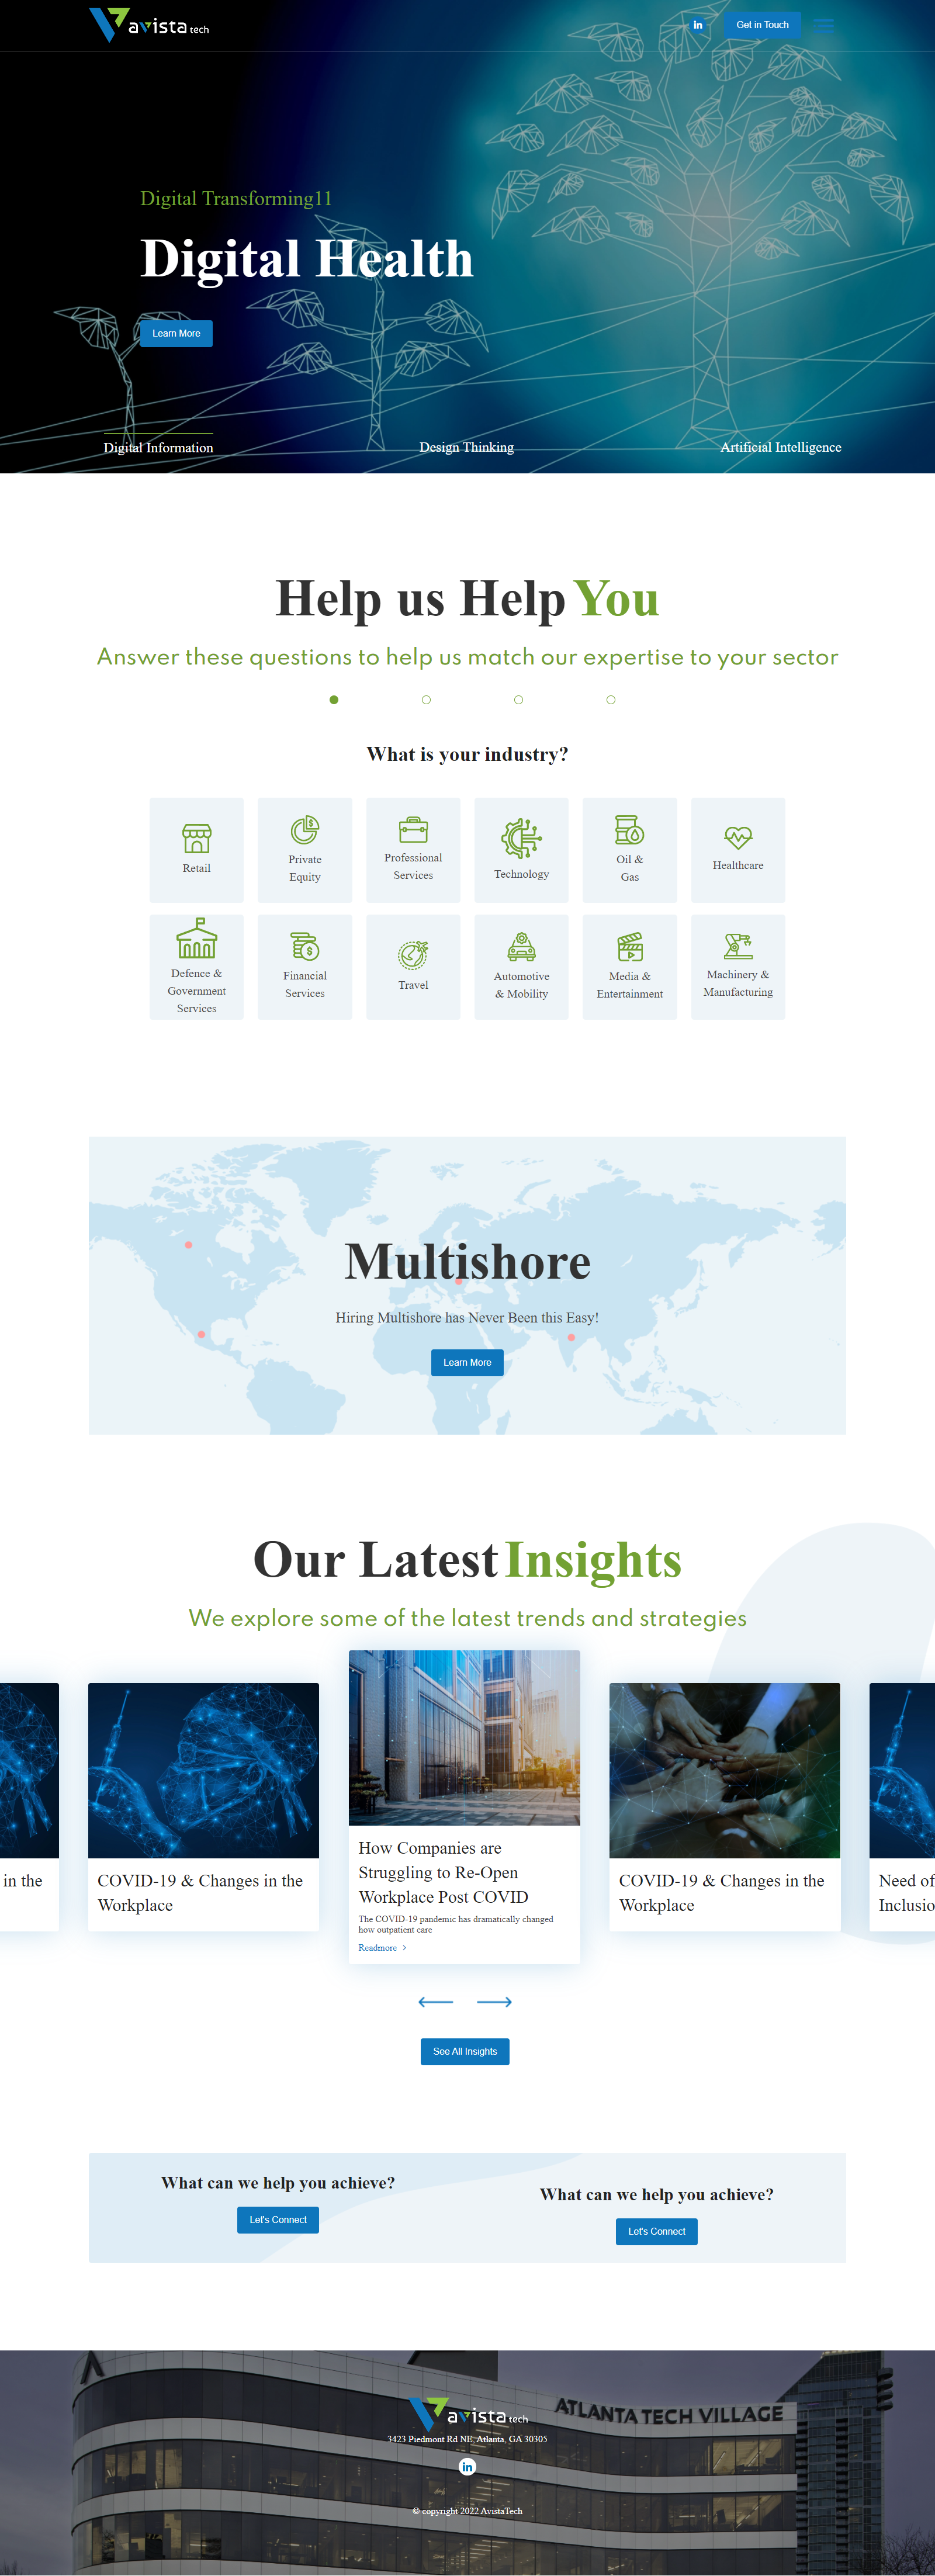 avista tech
in
Get in Touch
Digital Transforming11
Digital Health
Learn More
Digital Information
Design Thinking
Artificial Intelligence
Help us Help You
Answer these questions to help us match our expertise to your sector
What is your industry?
Retail
Private
Equity
Professional
Services
Technology
Oil &
Gas
Healthcare
Defence &
Government
Services
Financial
Services
Travel
Automotive
& Mobility
Media &
Entertainment
Machinery &
Manufacturing
Multishore
Hiring Multishore has Never Been this Easy!
Learn More
Our Latest Insights
We explore some of the latest trends and strategies
in the
COVID-19 & Changes in the
Workplace
How Companies are
Struggling to Re-Open
Workplace Post COVID
The COVID-19 pandemic has dramatically changed
how outpatient care
Readmore
COVID-19 & Changes in the
Workplace
Need of
Inclusio
See All Insights
What can we help you achieve?
Let's Connect
What can we help you achieve?
Let's Connect
ATLANTA TECH VILLAGE
avista tech
3423 Piedmont Rd NE, Atlanta, GA 30305
in
© copyright 2022 AvistaTech